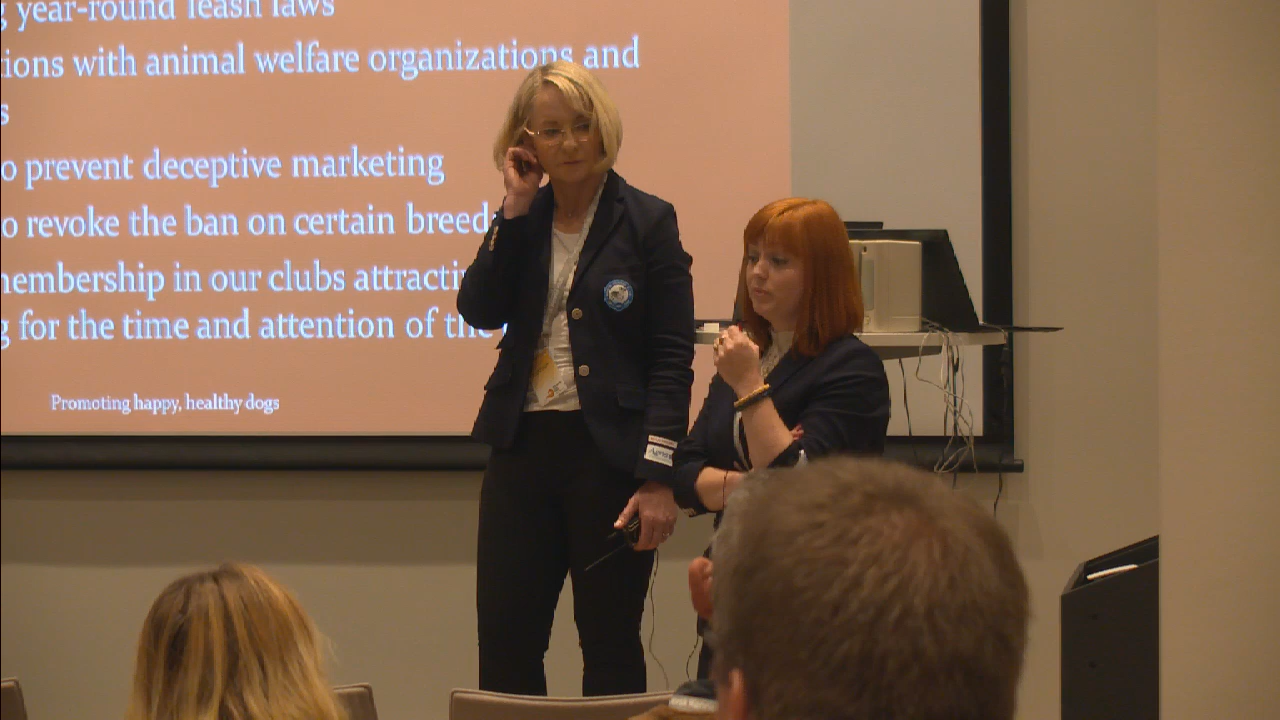 year-round leash laws
tions with animal welfare organizations and
s
o prevent deceptive marketing
o revoke the ban on certain breed
membership in our clubs attracti
g for the time and attention of the
Promoting happy, healthy dogs